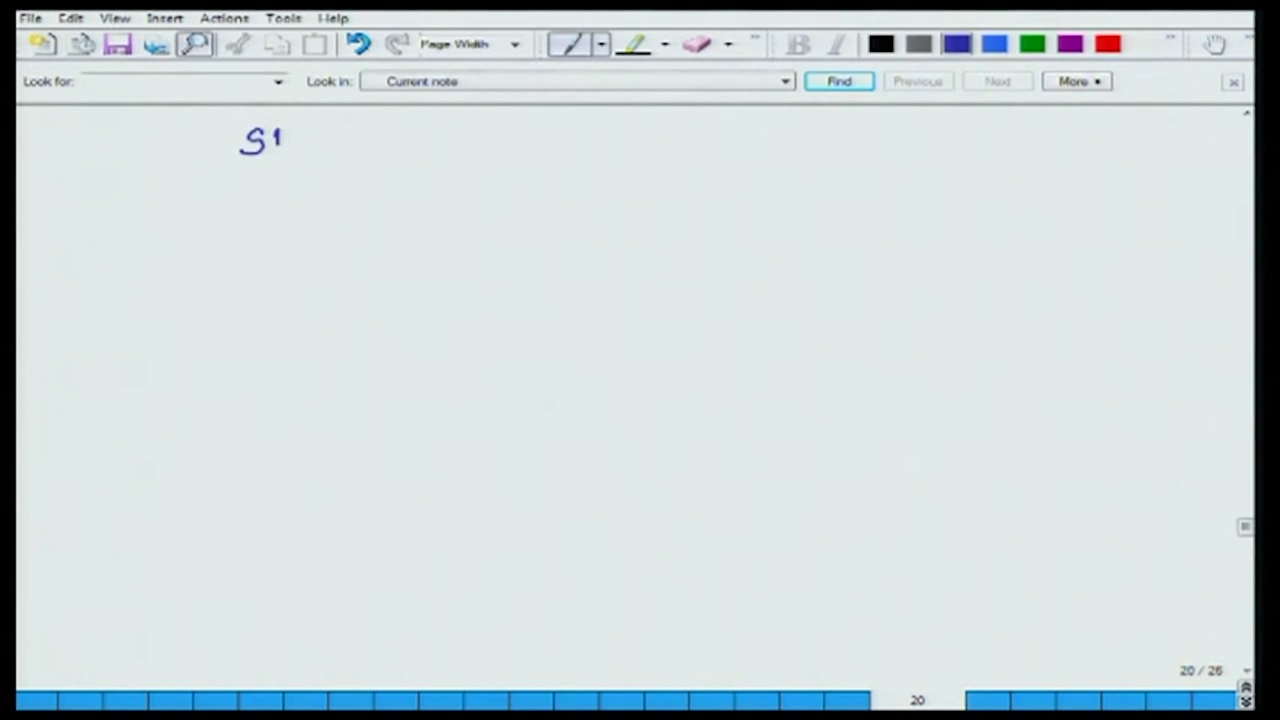 File Edit View Insert Actions Tools Help
Page Width B I
Look for: Look in: Current note Find Previous Next More
S
20 / 26
20